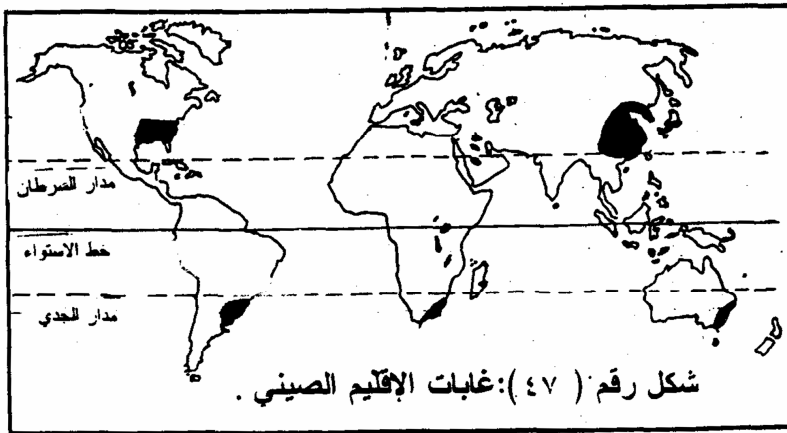 مدار السرطان
خط الاستواء
مدار الجدي
شكل رقم ( ٤٧ ): غابات الإقليم الصيني .